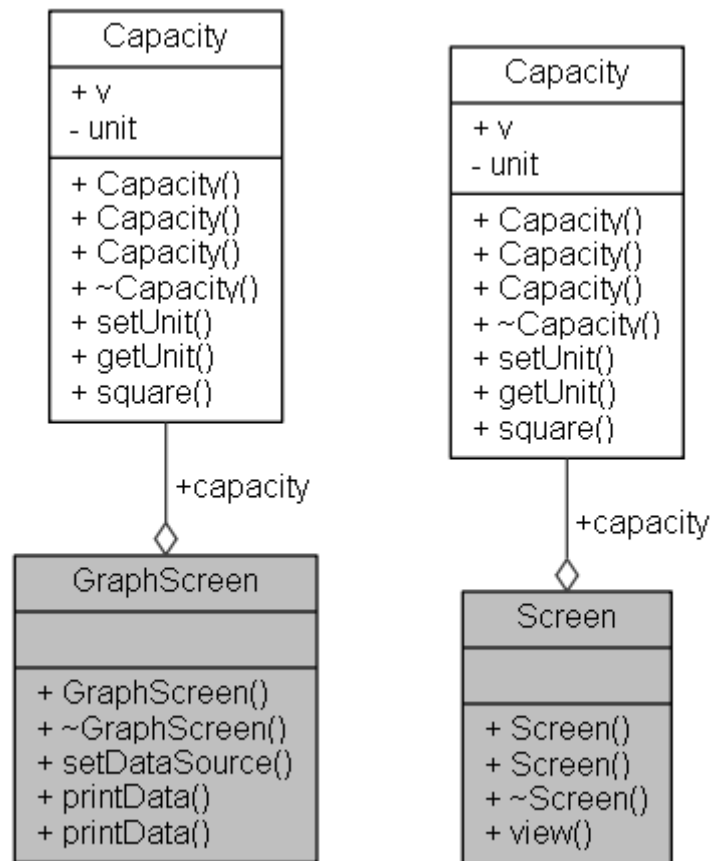 Capacity
+ v
- unit
+ Capacity()
+ Capacity()
+ Capacity()
+ ~Capacity()
+ setUnit()
+ getUnit()
+ square()
+capacity
GraphScreen
+ GraphScreen()
+ ~GraphScreen()
+ setDataSource()
+ printData()
+ printData()
Capacity
+ v
- unit
+ Capacity()
+ Capacity()
+ Capacity()
+ ~Capacity()
+ setUnit()
+ getUnit()
+ square()
+capacity
Screen
+ Screen()
+ Screen()
+ ~Screen()
+ view()